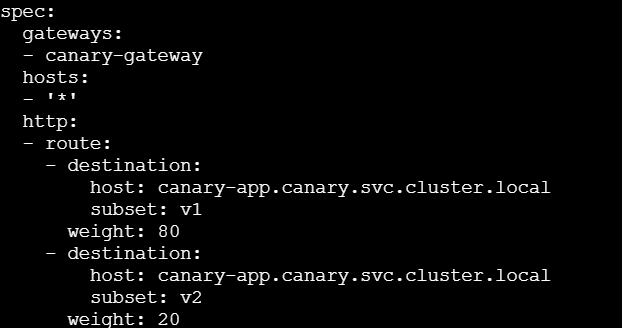 spec:
  gateways:
  - canary-gateway
  hosts:
  - '*'
  http:
  - route:
    - destination:
        host: canary-app.canary.svc.cluster.local
        subset: v1
      weight: 80
    - destination:
        host: canary-app.canary.svc.cluster.local
        subset: v2
      weight: 20